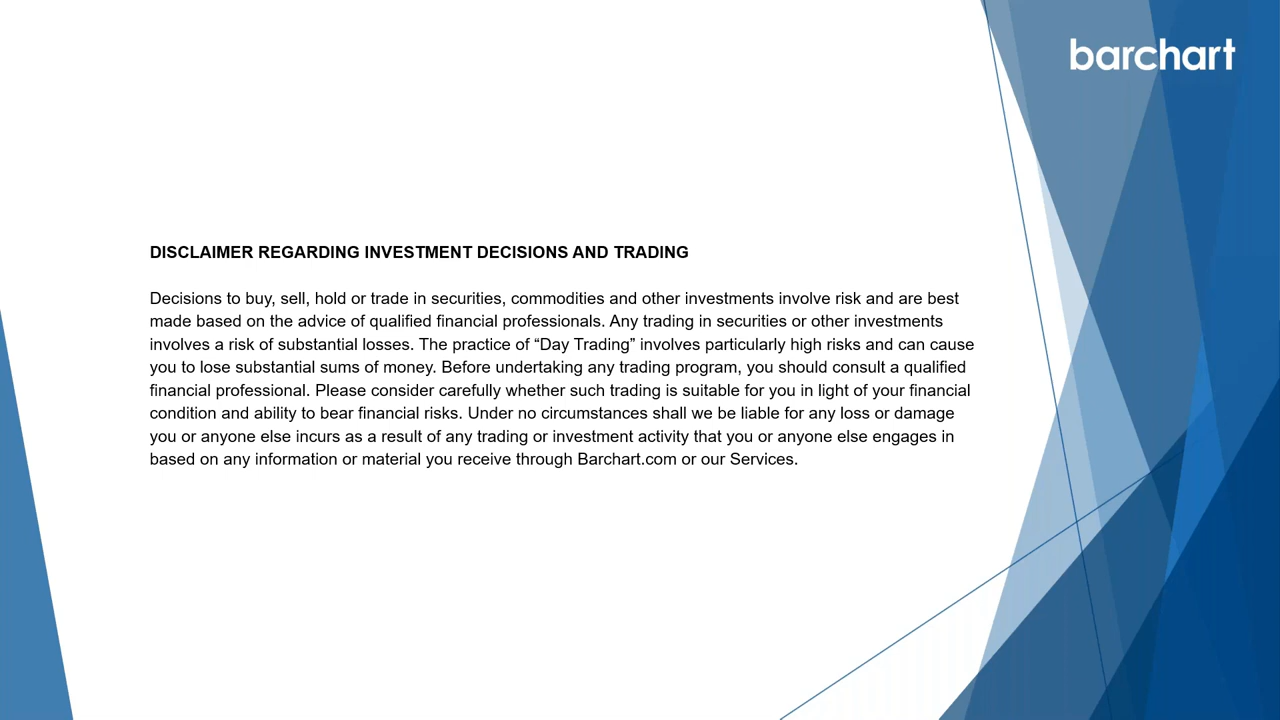 barchart
DISCLAIMER REGARDING INVESTMENT DECISIONS AND TRADING
Decisions to buy, sell, hold or trade in securities, commodities and other investments involve risk and are best
made based on the advice of qualified financial professionals. Any trading in securities or other investments
involves a risk of substantial losses. The practice of “Day Trading” involves particularly high risks and can cause
you to lose substantial sums of money. Before undertaking any trading program, you should consult a qualified
financial professional. Please consider carefully whether such trading is suitable for you in light of your financial
condition and ability to bear financial risks. Under no circumstances shall we be liable for any loss or damage
you or anyone else incurs as a result of any trading or investment activity that you or anyone else engages in
based on any information or material you receive through Barchart.com or our Services.